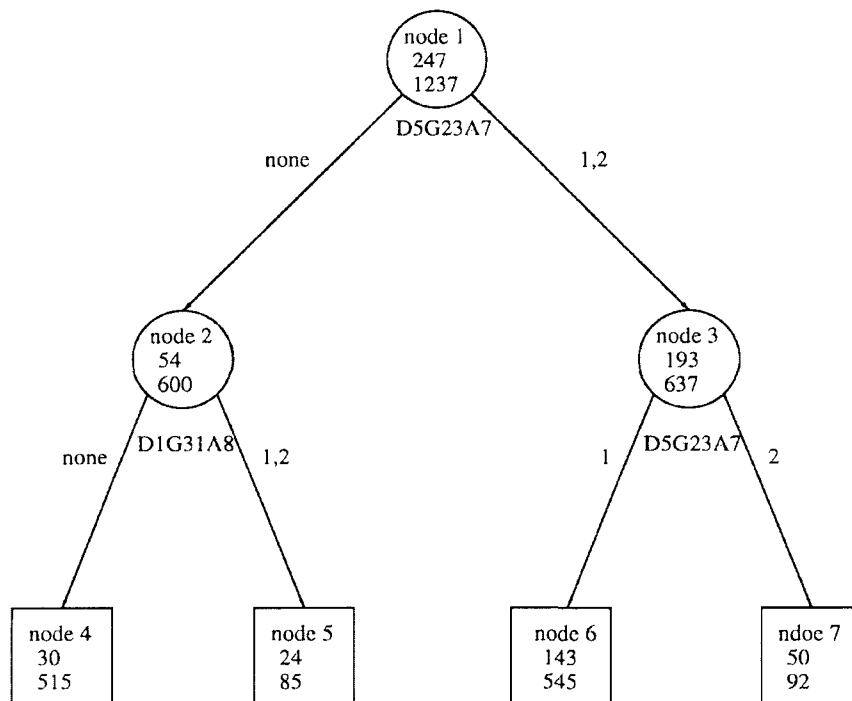 node 1
247
1237
D5G23A7
none
1,2
node 2
54
600
node 3
193
637
none
D1G31A8
1,2
1
D5G23A7
2
node 4
30
515
node 5
24
85
node 6
143
545
ndoe 7
50
92